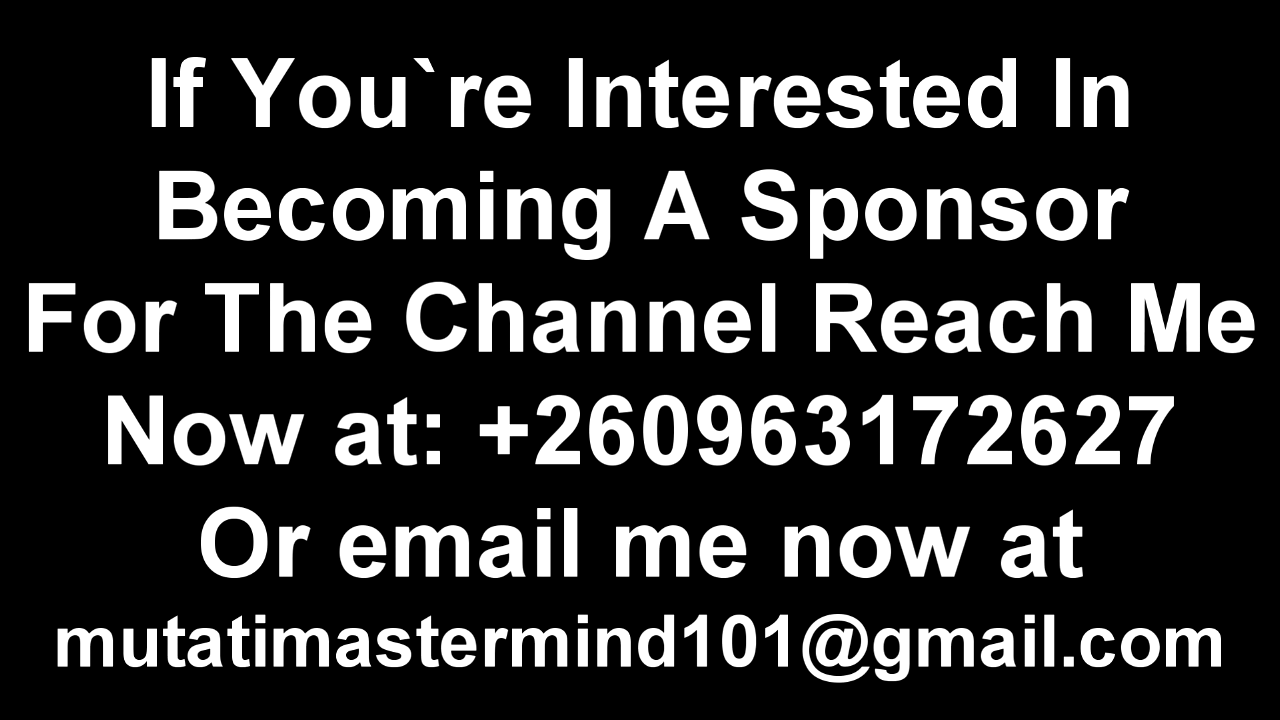 If You`re Interested In
Becoming A Sponsor
For The Channel Reach Me
Now at: +260963172627
Or email me now at
mutatimastermind101@gmail.com